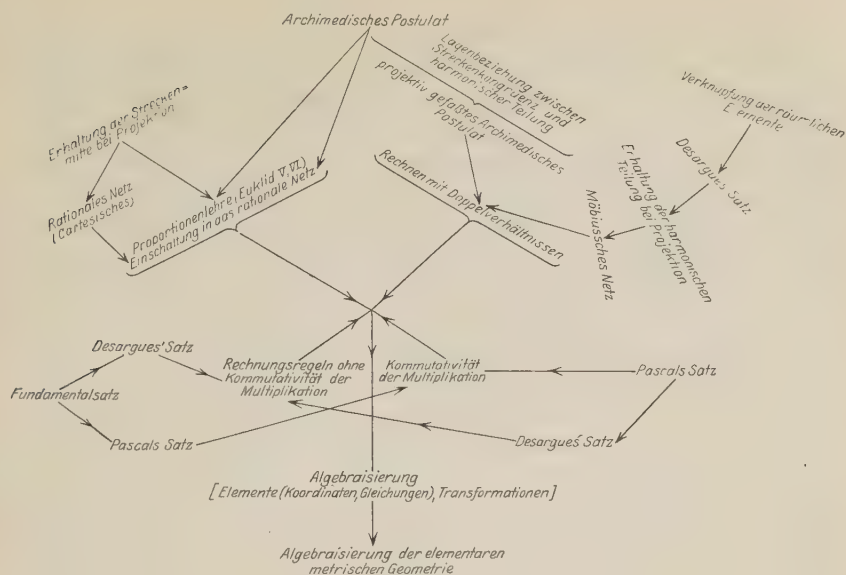 Archimedisches Postulat
Lagenbeziehung zwischen
Streckenkongruenz und
harmonischer Teilung
projektiv gefaßtes Archimedisches
Postulat
Verknüpfung der räumlichen
Elemente
Erhaltung der Strecken=
mitte bei Projektion
Desargues Satz
Erhaltung der harmonischen
Teilung bei Projektion
Möbiussches Netz
Rechnen mit Doppelverhältnissen
Rationales Netz
(Cartesisches)
Proportionenlehre (Euklid V, VI)
Einschaltung in das rationale Netz
Desargues' Satz
Rechnungsregeln ohne
Kommutativität der
Multiplikation
Kommutativität
der Multiplikation
Pascals Satz
Fundamentalsatz
Pascals Satz
Desargues' Satz
Algebraisierung
[Elemente (Koordinaten, Gleichungen), Transformationen]
Algebraisierung der elementaren
metrischen Geometrie